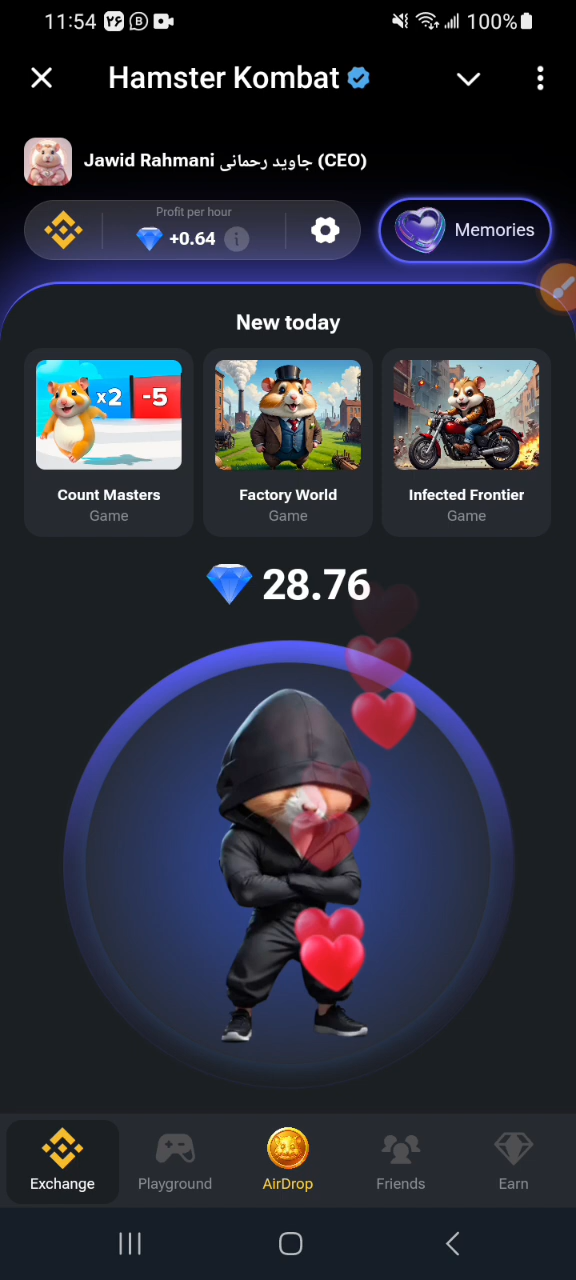 11:54 ۲۶ B 100%
Hamster Kombat
Jawid Rahmani جاوید رحمانی (CEO)
Profit per hour
+0.64 i
Memories
New today
x2 -5
Count Masters
Game
Factory World
Game
Infected Frontier
Game
28.76
Exchange
Playground
AirDrop
Friends
Earn